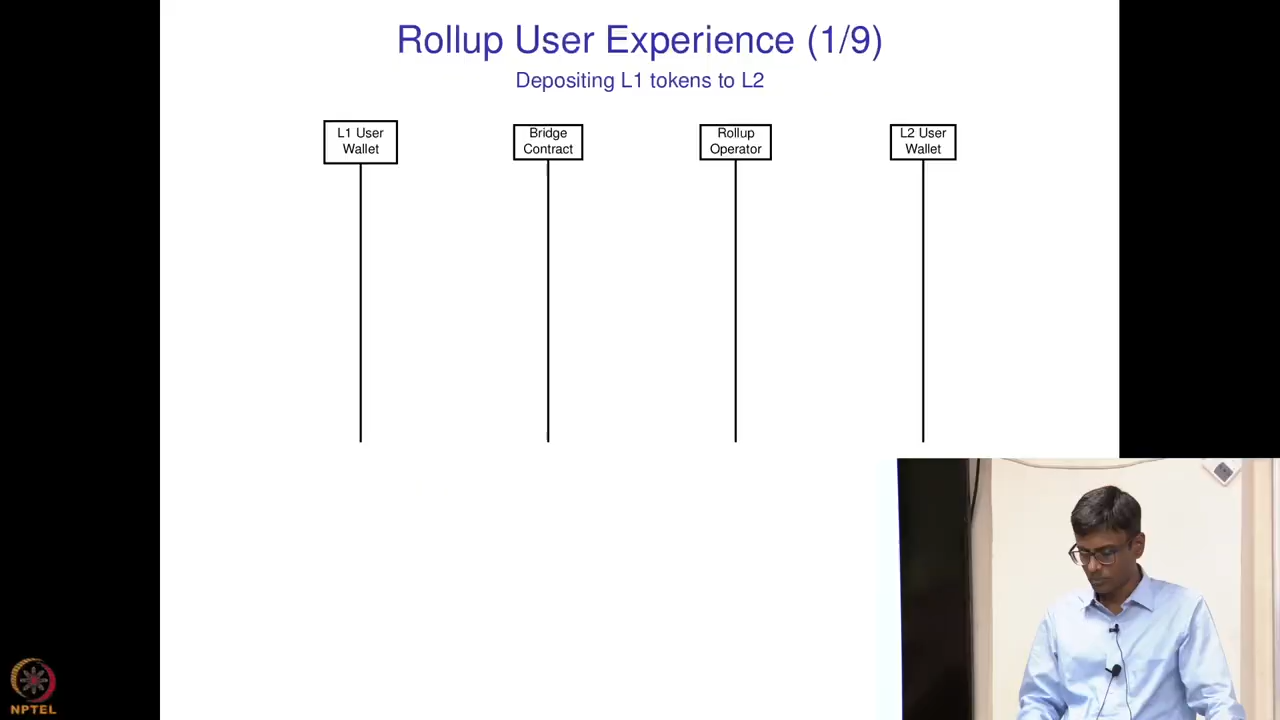 Rollup User Experience (1/9)
Depositing L1 tokens to L2
L1 User
Wallet
Bridge
Contract
Rollup
Operator
L2 User
Wallet
NPTEL